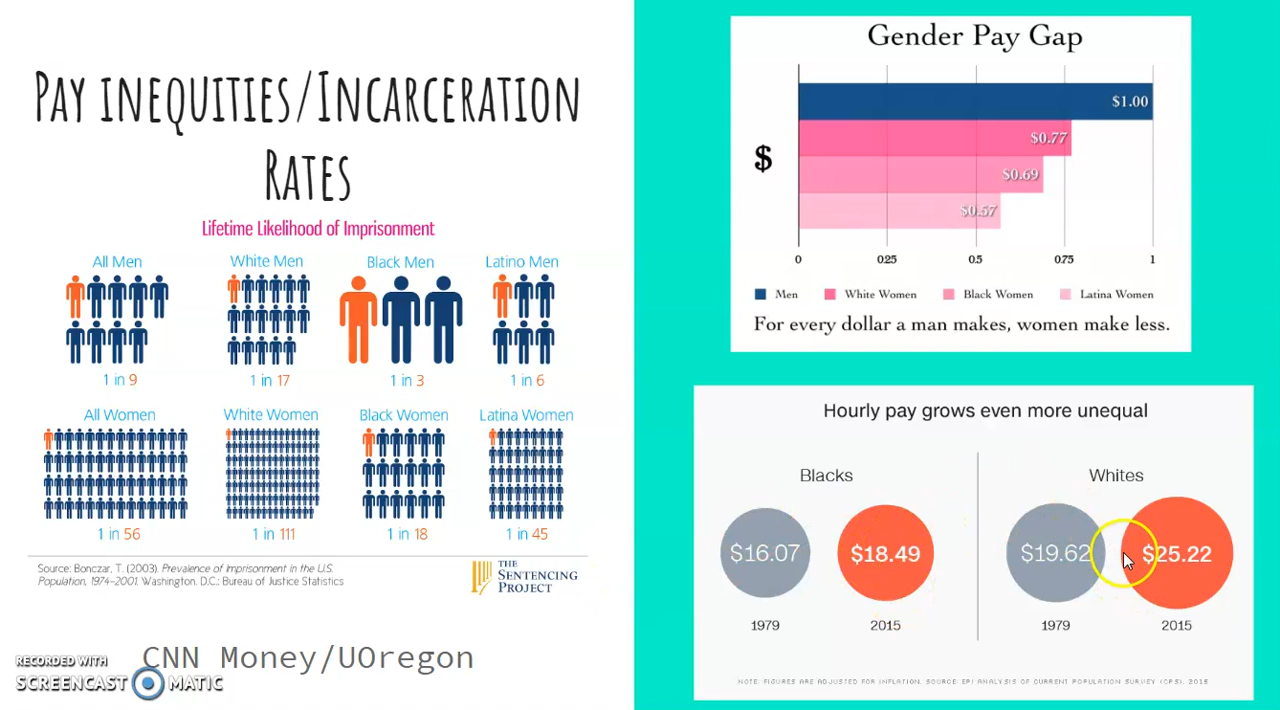 PAY INEQUITIES/INCARCERATION
RATES
Lifetime Likelihood of Imprisonment
All Men
White Men
Black Men
Latino Men
1 in 9
1 in 17
1 in 3
1 in 6
All Women
White Women
Black Women
Latina Women
1 in 56
1 in 111
1 in 18
1 in 45
Source: Bonczar, T. (2003). Prevalence of Imprisonment in the U.S.
Population, 1974–2001. Washington, D.C.: Bureau of Justice Statistics
THE
SENTENCING
PROJECT
CNN Money/UOregon
RECORDED WITH
SCREENCAST MATIC
Gender Pay Gap
$1.00
$0.77
$
$0.69
$0.57
0
0.25
0.5
0.75
1
Men
White Women
Black Women
Latina Women
For every dollar a man makes, women make less.
Hourly pay grows even more unequal
Blacks
Whites
$16.07
$18.49
$19.62
$25.22
1979
2015
1979
2015
NOTE: FIGURES ARE ADJUSTED FOR INFLATION. SOURCE: EPI ANALYSIS OF CURRENT POPULATION SURVEY (CPS), 2015